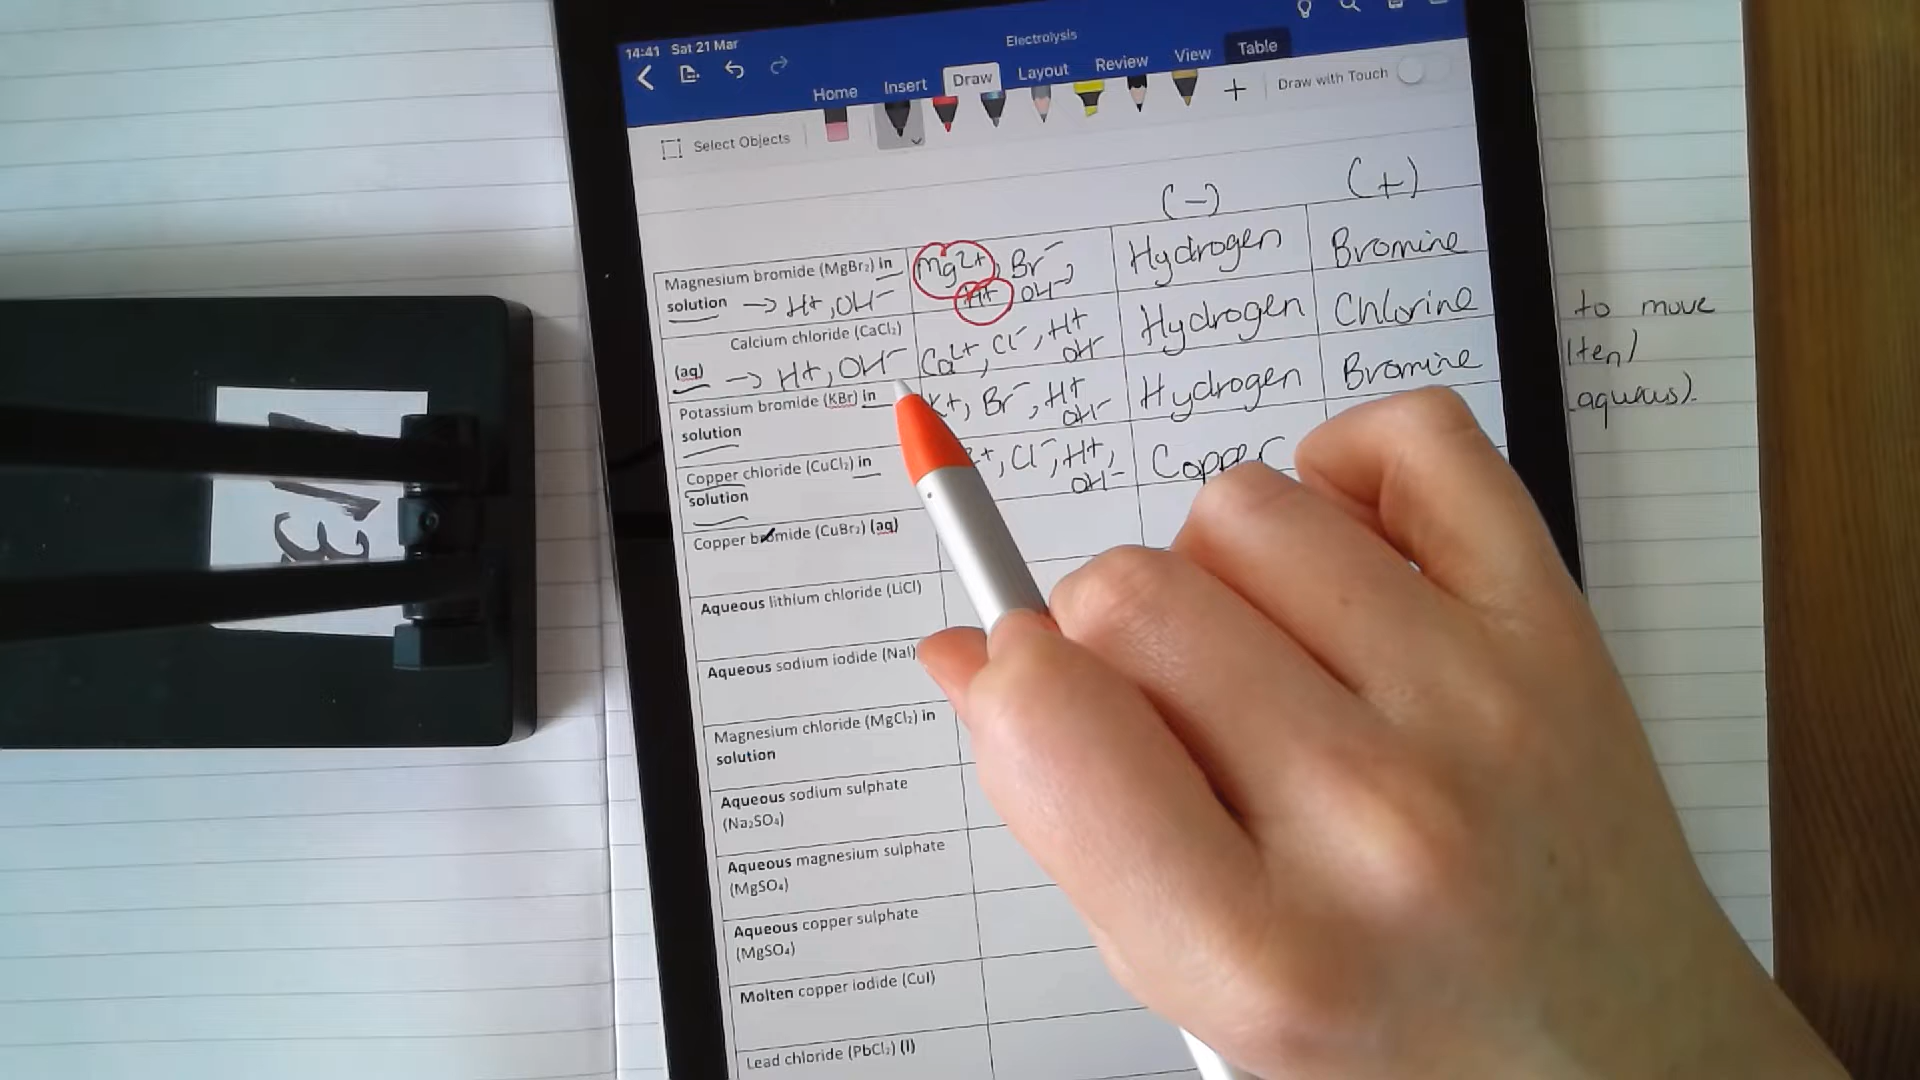 14:41 Sat 21 Mar
Electrolysis
Home Insert Draw Layout Review View Table
Select Objects
Draw with Touch
(-) (+)
Magnesium bromide (MgBr₂) in
solution → H+, OH-
Mg2+, Br-,
H+ OH-
Hydrogen
Bromine
Calcium chloride (CaCl₂)
(aq) → H+, OH-
Ca2+, Cl-, H+
OH-
Hydrogen
Chlorine
Potassium bromide (KBr) in
solution
K+, Br-, H+
OH-
Hydrogen
Bromine
Copper chloride (CuCl₂) in
solution
+, Cl-, H+,
OH-
Copper
Copper bromide (CuBr₂) (aq)
Aqueous lithium chloride (LiCl)
Aqueous sodium iodide (NaI)
Magnesium chloride (MgCl₂) in
solution
Aqueous sodium sulphate
(Na₂SO₄)
Aqueous magnesium sulphate
(MgSO₄)
Aqueous copper sulphate
(MgSO₄)
Molten copper iodide (CuI)
Lead chloride (PbCl₂) (l)
to move
lten)
aqueous).